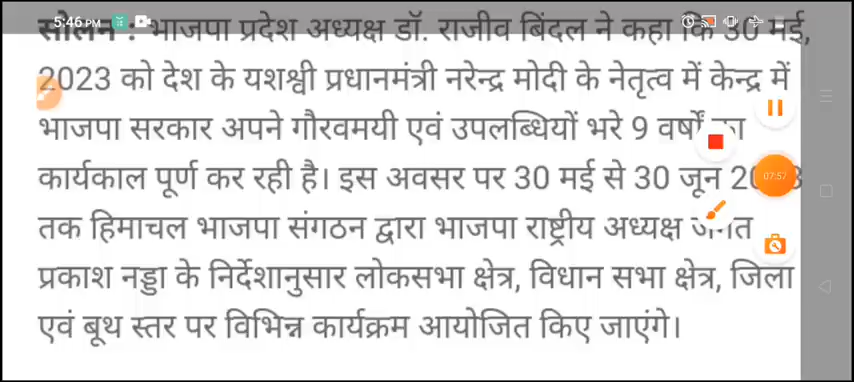 5:46 PM
सोलन : भाजपा प्रदेश अध्यक्ष डॉ. राजीव बिंदल ने कहा कि 30 मई,
2023 को देश के यशश्वी प्रधानमंत्री नरेन्द्र मोदी के नेतृत्व में केन्द्र में
भाजपा सरकार अपने गौरवमयी एवं उपलब्धियों भरे 9 वर्षों का
कार्यकाल पूर्ण कर रही है। इस अवसर पर 30 मई से 30 जून
07:57
तक हिमाचल भाजपा संगठन द्वारा भाजपा राष्ट्रीय अध्यक्ष जगत
प्रकाश नड्डा के निर्देशानुसार लोकसभा क्षेत्र, विधान सभा क्षेत्र, जिला
एवं बूथ स्तर पर विभिन्न कार्यक्रम आयोजित किए जाएंगे।